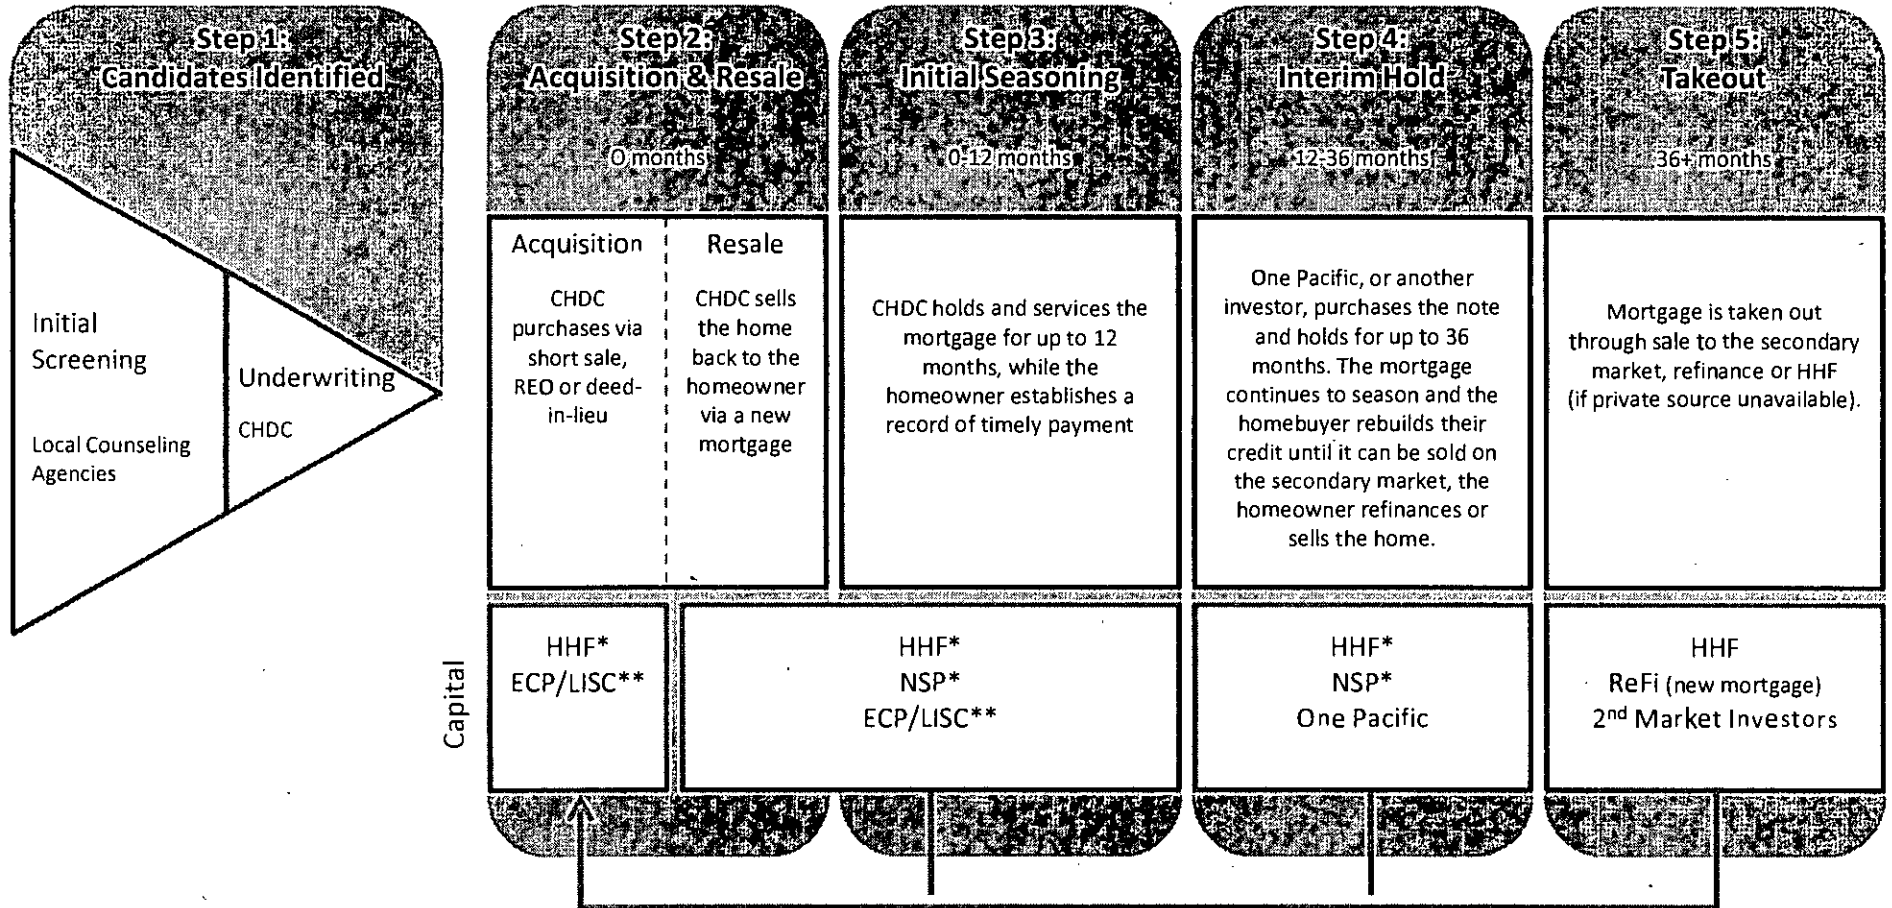 Step 1:
Candidates Identified
Initial
Screening
Local Counseling
Agencies
Underwriting
CHDC
Step 2:
Acquisition & Resale
0 months
Acquisition
CHDC
purchases via
short sale,
REO or deed-
in-lieu
Resale
CHDC sells
the home
back to the
homeowner
via a new
mortgage
Step 3:
Initial Seasoning
0-12 months
CHDC holds and services the
mortgage for up to 12
months, while the
homeowner establishes a
record of timely payment
Step 4:
Interim Hold
12-36 months
One Pacific, or another
investor, purchases the note
and holds for up to 36
months. The mortgage
continues to season and the
homebuyer rebuilds their
credit until it can be sold on
the secondary market, the
homeowner refinances or
sells the home.
Step 5:
Takeout
36+ months
Mortgage is taken out
through sale to the secondary
market, refinance or HHF
(if private source unavailable).
Capital
HHF*
ECP/LISC**
HHF*
NSP*
ECP/LISC**
HHF*
NSP*
One Pacific
HHF
ReFi (new mortgage)
2nd Market Investors